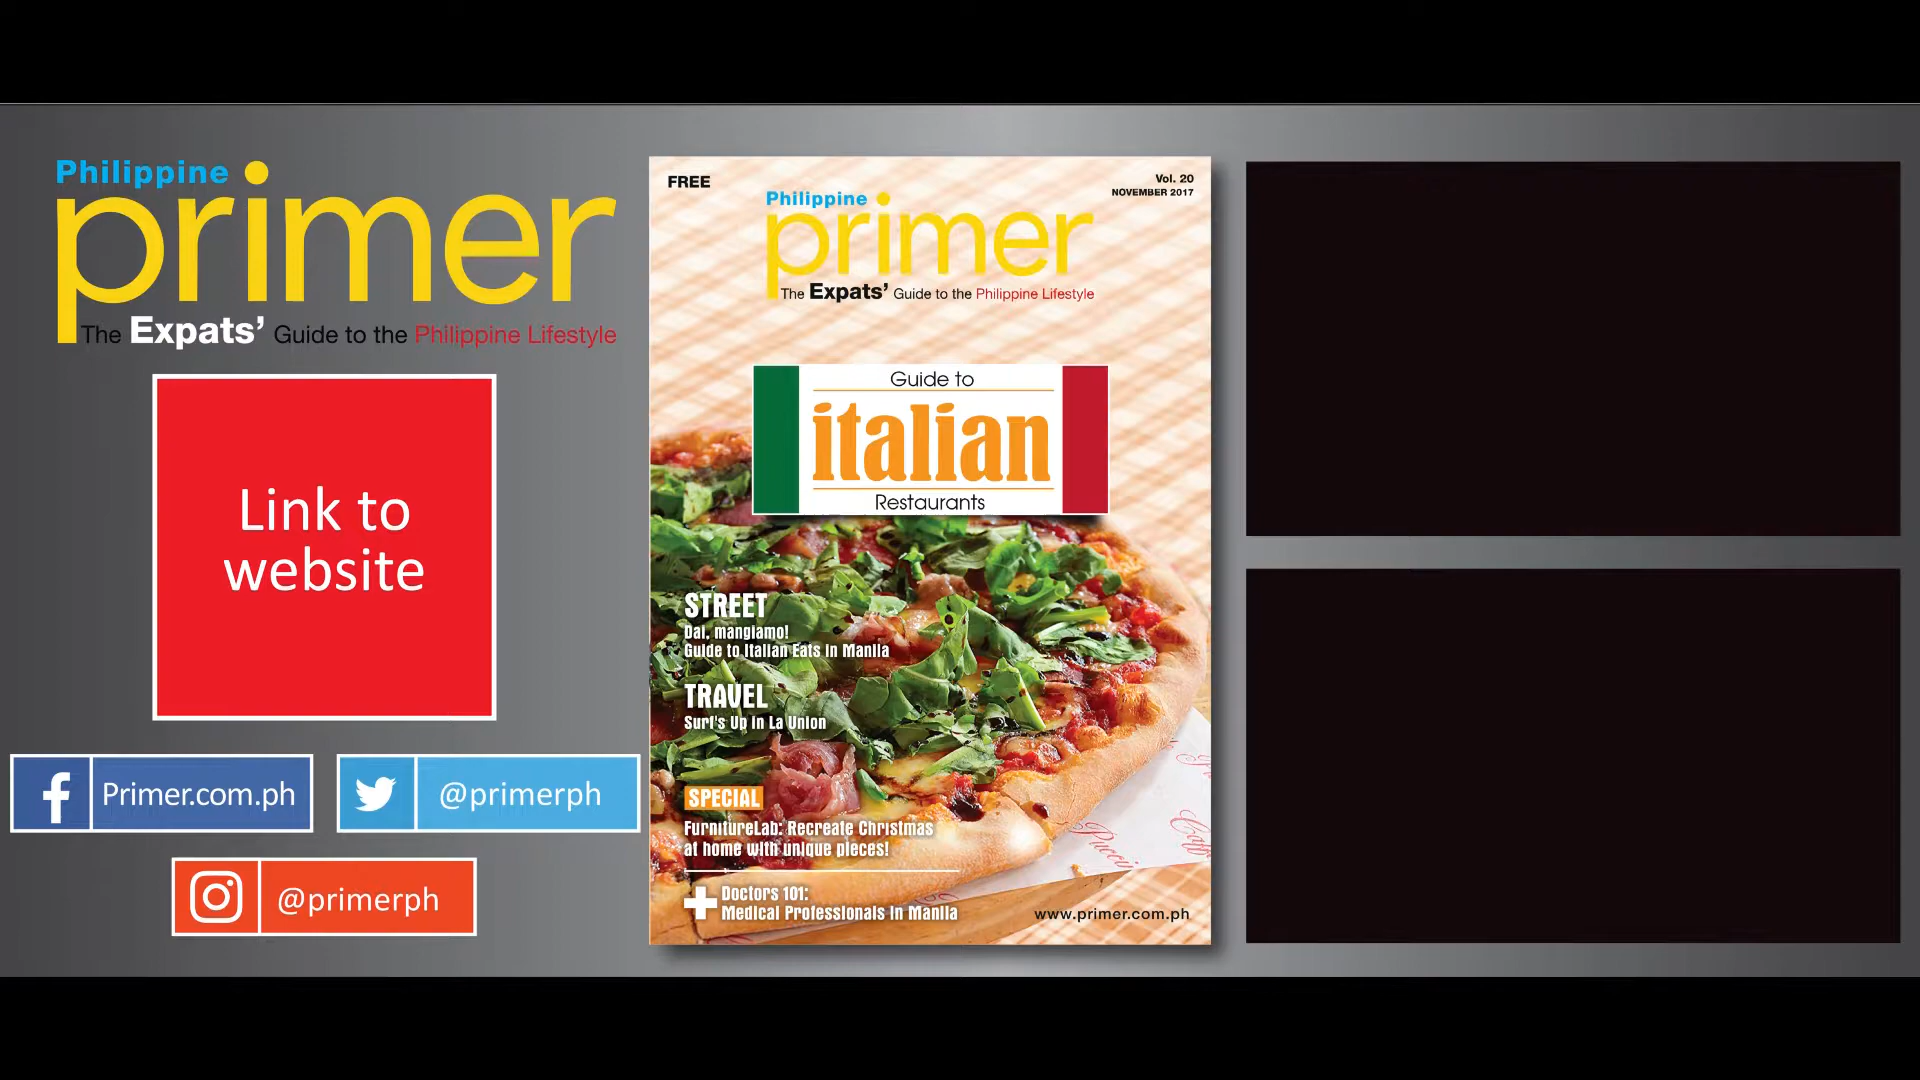 Philippine
primer
The Expats' Guide to the Philippine Lifestyle
Link to
website
Primer.com.ph
@primerph
@primerph
FREE
Vol. 20
NOVEMBER 2017
Philippine
primer
The Expats' Guide to the Philippine Lifestyle
Guide to
italian
Restaurants
STREET
Dai, mangiamo!
Guide to Italian Eats in Manila
TRAVEL
Surf's Up in La Union
SPECIAL
FurnitureLab: Recreate Christmas
at home with unique pieces!
Doctors 101:
Medical Professionals in Manila
www.primer.com.ph
Pucci